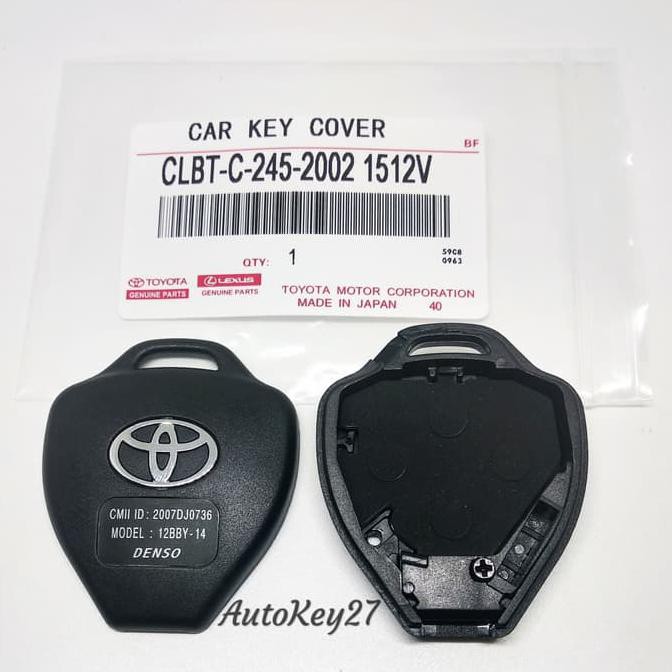 CAR KEY COVER
BF
CLBT-C-245-2002 1512V
QTY: 1
59C8
0963
TOYOTA
GENUINE PARTS
LEXUS
GENUINE PARTS
TOYOTA MOTOR CORPORATION
MADE IN JAPAN 40
CMII ID : 2007DJ0736
MODEL : 12BBY-14
DENSO
AutoKey27